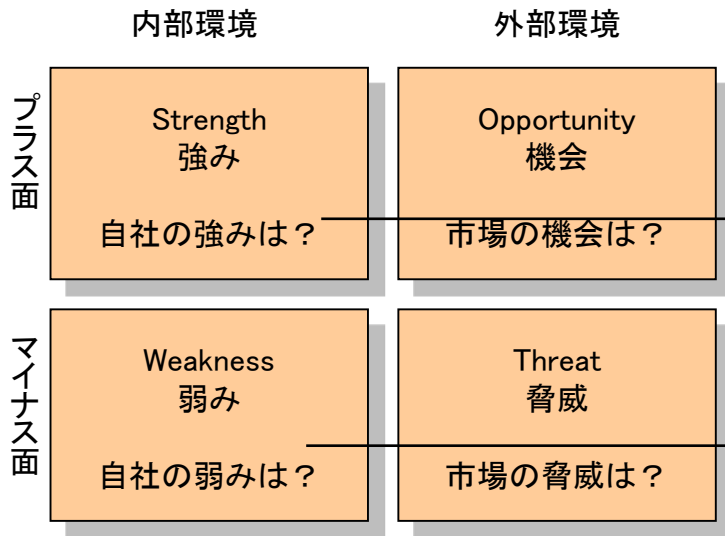 内部環境
外部環境
プラス面
Strength
強み
自社の強みは？
Opportunity
機会
市場の機会は？
マイナス面
Weakness
弱み
自社の弱みは？
Threat
脅威
市場の脅威は？